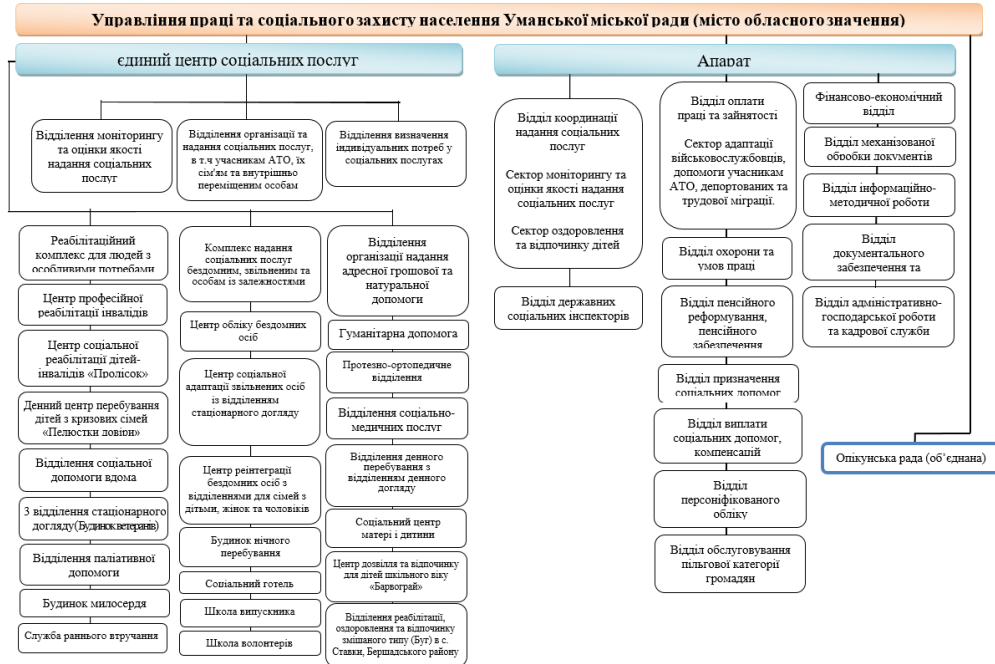 Управління праці та соціального захисту населення Уманської міської ради (місто обласного значення)
єдиний центр соціальних послуг
Апарат
Відділення моніторингу
та оцінки якості
надання соціальних
послуг
Відділення організації та
надання соціальних послуг,
в т.ч учасникам АТО, їх
сім'ям та внутрішньо
переміщеним особам
Відділення визначення
індивідуальних потреб у
соціальних послугах
Реабілітаційний
комплекс для людей з
особливими потребами
Центр професійної
реабілітації інвалідів
Центр соціальної
реабілітації дітей-
інвалідів «Пролісок»
Денний центр перебування
дітей з кризових сімей
«Пелюстки довіри»
Відділення соціальної
допомоги вдома
3 відділення стаціонарного
догляду(Будинок ветеранів)
Відділення паліативної
допомоги
Будинок милосердя
Служба раннього втручання
Комплекс надання
соціальних послуг
бездомним, звільненим та
особам із залежностями
Центр обліку бездомних
осіб
Центр соціальної
адаптації звільнених осіб
із відділенням
стаціонарного догляду
Центр реінтеграції
бездомних осіб з
відділеннями для сімей з
дітьми, жінок та чоловіків
Будинок нічного
перебування
Соціальний готель
Школа випускника
Школа волонтерів
Відділення
організації надання
адресної грошової та
натуральної
допомоги
Гуманітарна допомога
Протезно-ортопедичне
відділення
Відділення соціально-
медичних послуг
Відділення денного
перебування з
відділенням денного
догляду
Соціальний центр
матері і дитини
Центр дозвілля та відпочинку
для дітей шкільного віку
«Барвограй»
Відділення реабілітації,
оздоровлення та відпочинку
змішаного типу (Буг) в с.
Ставки, Бершадського району
Відділ координації
надання соціальних
послуг
Сектор моніторингу та
оцінки якості надання
соціальних послуг
Сектор оздоровлення
та відпочинку дітей
Відділ державних
соціальних інспекторів
Відділ оплати
праці та зайнятості
Сектор адаптації
військовослужбовців,
допомоги учасникам
АТО, депортованих та
трудової міграції.
Відділ охорони та
умов праці
Відділ пенсійного
реформування,
пенсійного
забезпечення
Відділ призначення
соціальних допомог
Відділ виплати
соціальних допомог,
компенсацій
Відділ
персоніфікованого
обліку
Відділ обслуговування
пільгової категорії
громадян
Фінансово-економічний
відділ
Відділ механізованої
обробки документів
Відділ інформаційно-
методичної роботи
Відділ
документального
забезпечення та
Відділ адміністративно-
господарської роботи
та кадрової служби
Опікунська рада (об‘єднана)